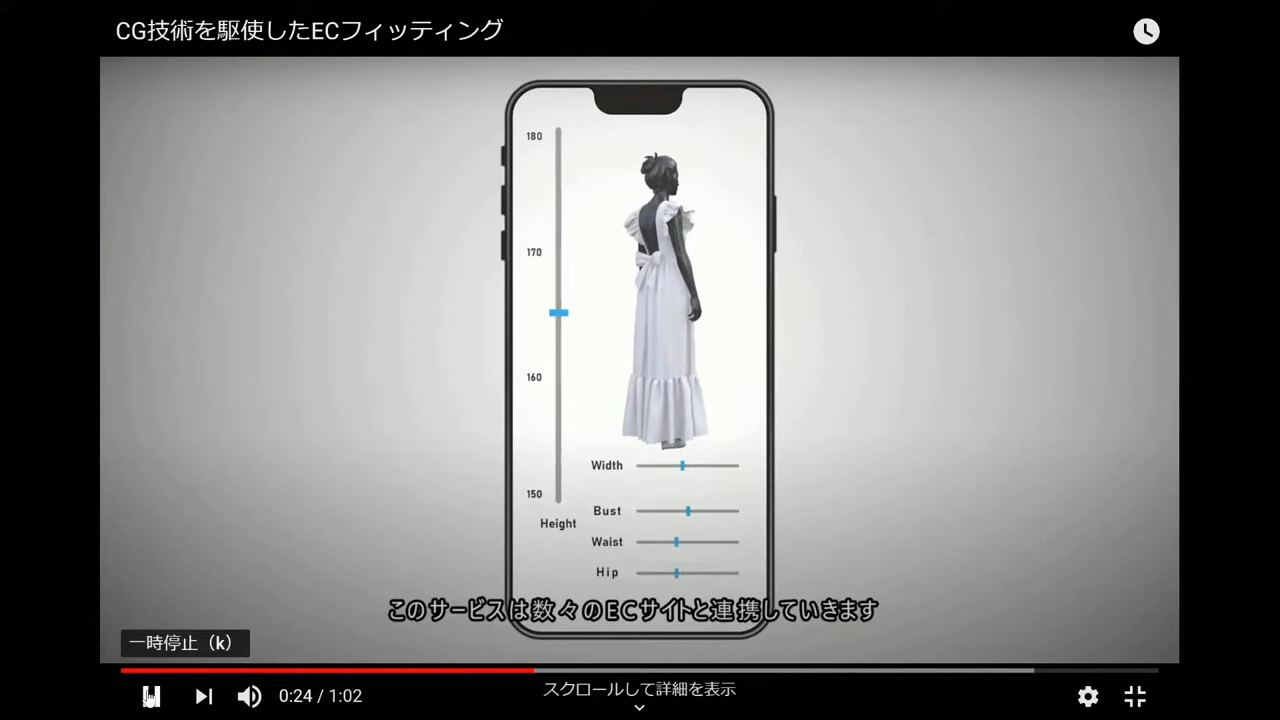 CG技術を駆使したECフィッティング
180
170
160
150
Height
Width
Bust
Waist
Hip
このサービスは数々のECサイトと連携していきます
一時停止（k）
0:24 / 1:02
スクロールして詳細を表示